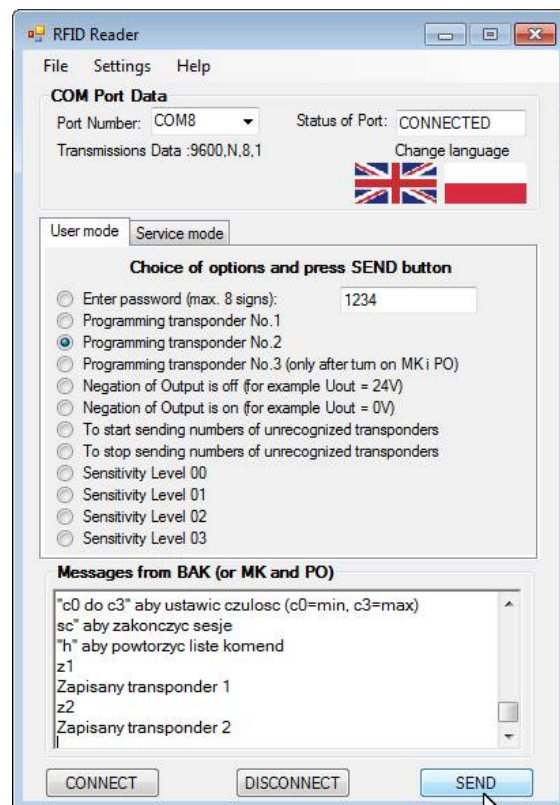 RFID Reader
File Settings Help
COM Port Data
Port Number: COM8 Status of Port: CONNECTED
Transmissions Data :9600,N,8,1 Change language
User mode Service mode
Choice of options and press SEND button
Enter password (max. 8 signs): 1234
Programming transponder No.1
Programming transponder No.2
Programming transponder No.3 (only after turn on MK i PO)
Negation of Output is off (for example Uout = 24V)
Negation of Output is on (for example Uout = 0V)
To start sending numbers of unrecognized transponders
To stop sending numbers of unrecognized transponders
Sensitivity Level 00
Sensitivity Level 01
Sensitivity Level 02
Sensitivity Level 03
Messages from BAK (or MK and PO)
"c0 do c3" aby ustawic czulosc (c0=min, c3=max)
sc" aby zakonczyc sesje
"h" aby powtorzyc liste komend
z1
Zapisany transponder 1
z2
Zapisany transponder 2
CONNECT DISCONNECT SEND